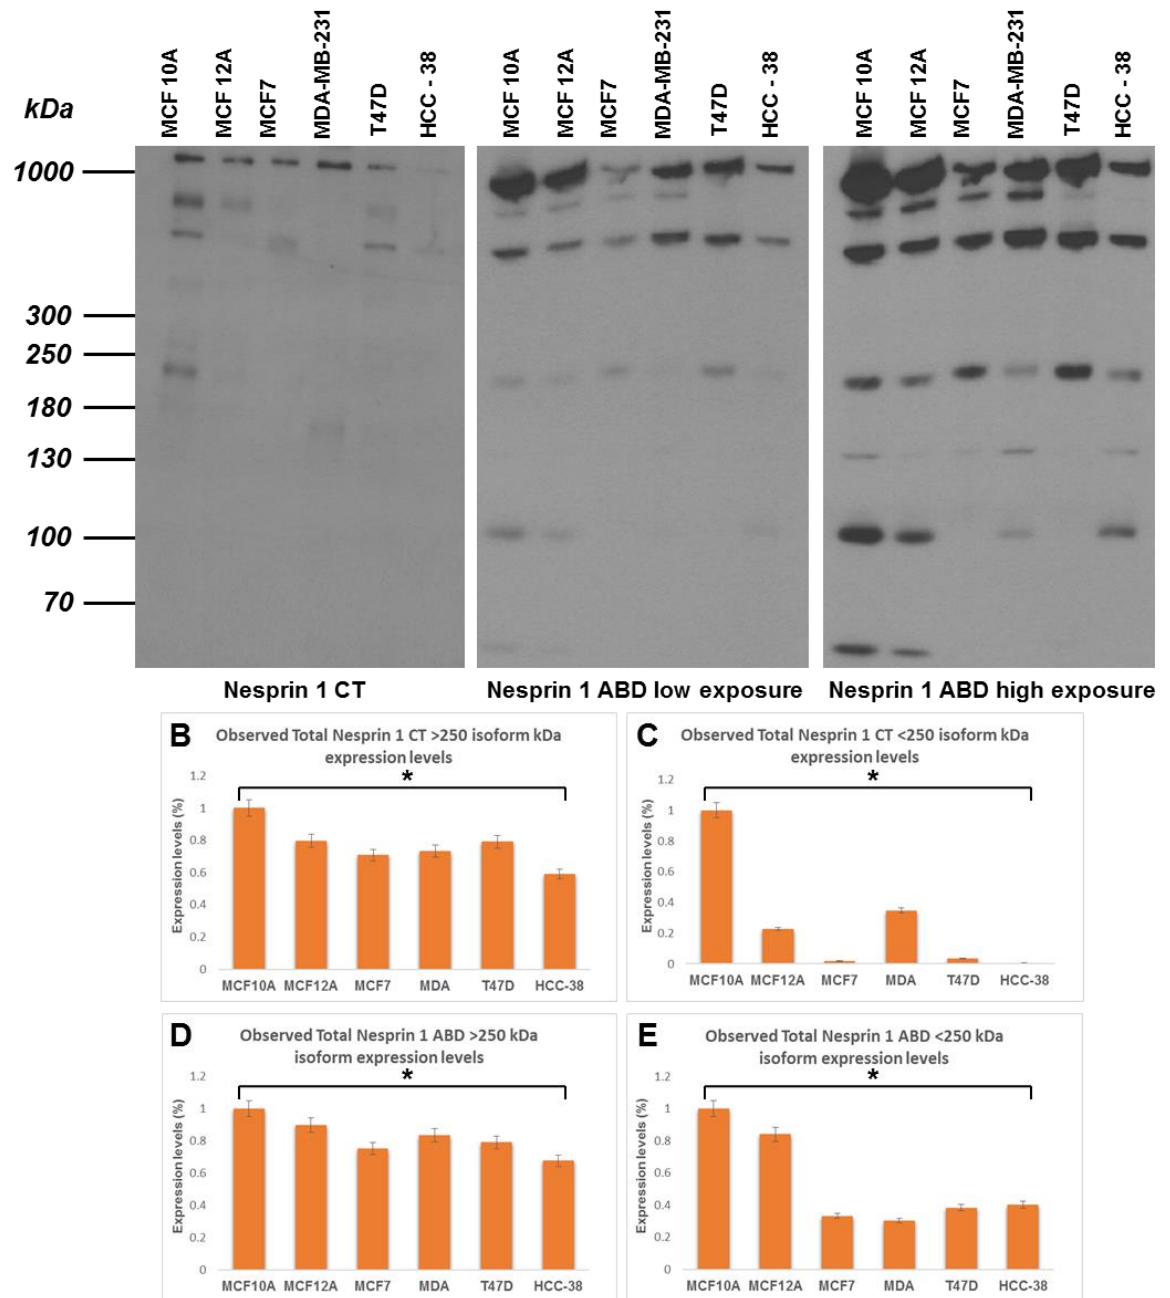 kDa
MCF 10A
MCF 12A
MCF7
MDA-MB-231
T47D
HCC - 38
MCF 10A
MCF 12A
MCF7
MDA-MB-231
T47D
HCC - 38
MCF 10A
MCF 12A
MCF7
MDA-MB-231
T47D
HCC - 38
1000
300
250
180
130
100
70
Nesprin 1 CT
Nesprin 1 ABD low exposure
Nesprin 1 ABD high exposure
B
Observed Total Nesprin 1 CT >250 isoform kDa
expression levels
*
Expression levels (%)
1.2
1
0.8
0.6
0.4
0.2
0
MCF10A MCF12A MCF7 MDA T47D HCC-38
C
Observed Total Nesprin 1 CT <250 isoform kDa
expression levels
*
Expression levels (%)
1.2
1
0.8
0.6
0.4
0.2
0
MCF10A MCF12A MCF7 MDA T47D HCC-38
D
Observed Total Nesprin 1 ABD >250 kDa
isoform expression levels
*
Expression levels (%)
1.2
1
0.8
0.6
0.4
0.2
0
MCF10A MCF12A MCF7 MDA T47D HCC-38
E
Observed Total Nesprin 1 ABD <250 kDa
isoform expression levels
*
Expression levels (%)
1.2
1
0.8
0.6
0.4
0.2
0
MCF10A MCF12A MCF7 MDA T47D HCC-38